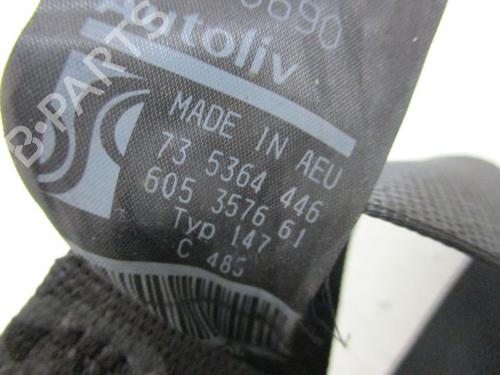 Autoliv
MADE IN AEU
73 5364 446
605 3576 61
Typ 147
C 485
B-PARTS